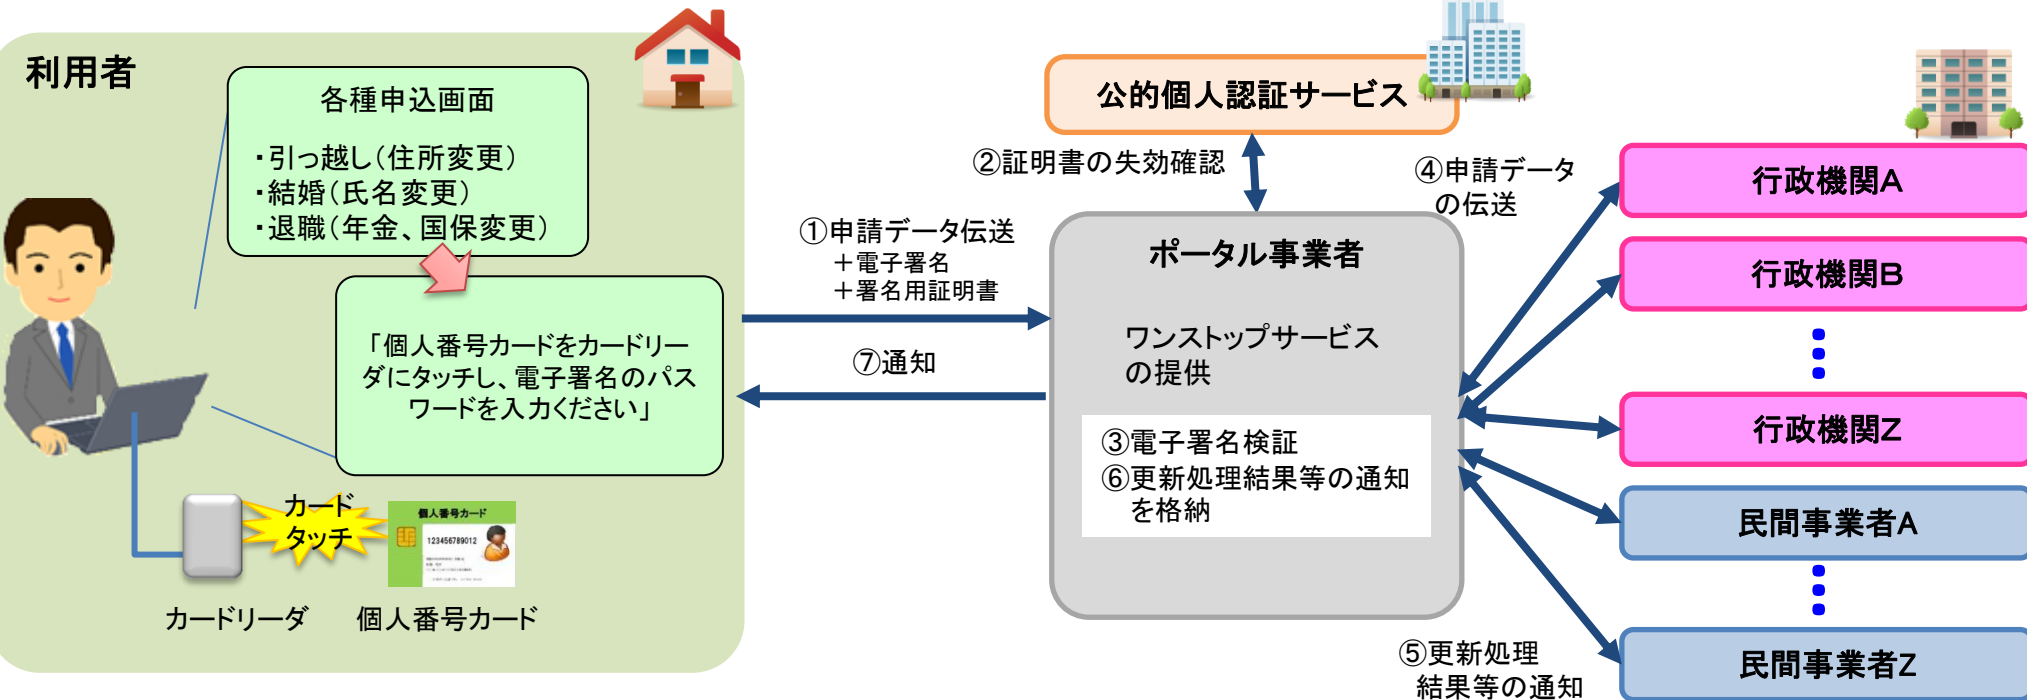 利用者
各種申込画面
・引っ越し(住所変更)
・結婚(氏名変更)
・退職(年金、国保変更)
「個人番号カードをカードリー
ダにタッチし、電子署名のパス
ワードを入力ください」
カード
タッチ
個人番号カード
123456789012
カードリーダ
個人番号カード
①申請データ伝送
＋電子署名
＋署名用証明書
⑦通知
公的個人認証サービス
②証明書の失効確認
ポータル事業者
ワンストップサービス
の提供
③電子署名検証
⑥更新処理結果等の通知
を格納
④申請データ
の伝送
⑤更新処理
結果等の通知
行政機関A
行政機関B
行政機関Z
民間事業者A
民間事業者Z